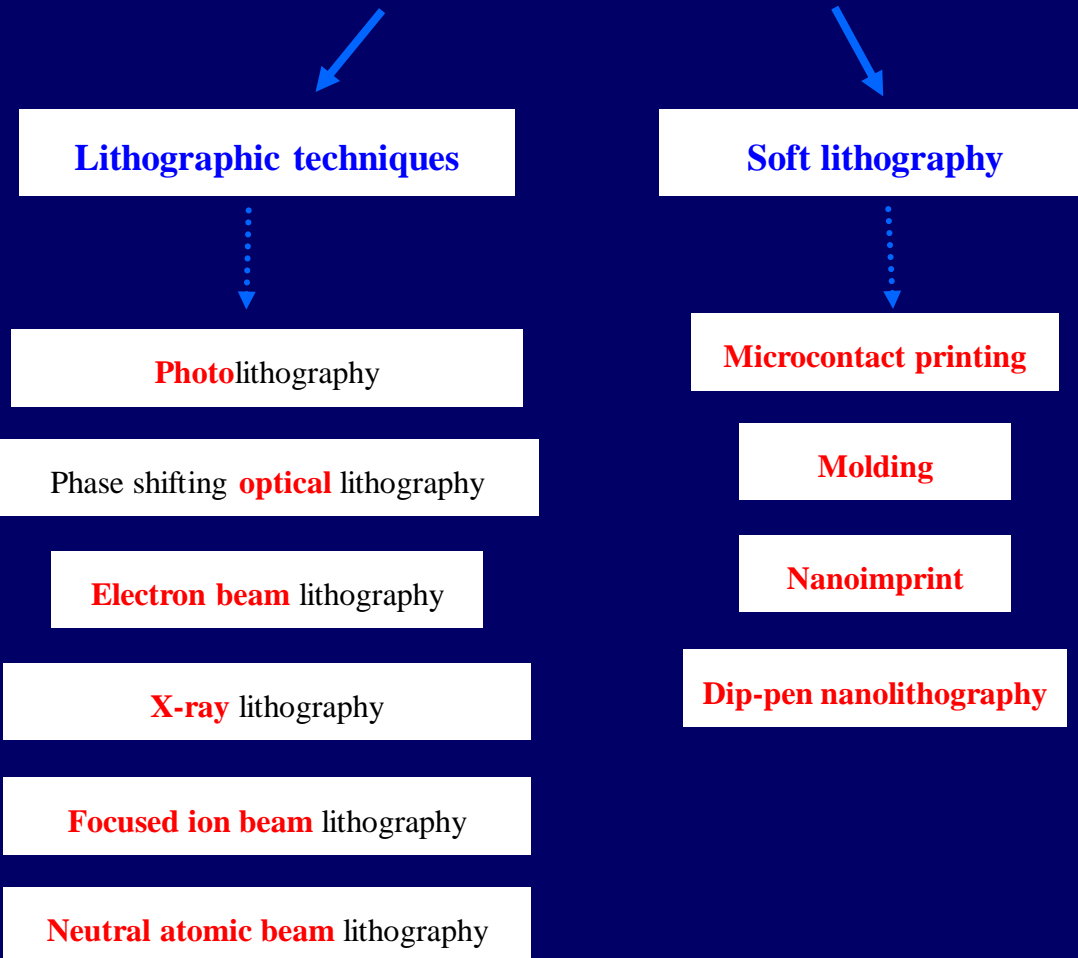 Lithographic techniques
Photolithography
Phase shifting optical lithography
Electron beam lithography
X-ray lithography
Focused ion beam lithography
Neutral atomic beam lithography
Soft lithography
Microcontact printing
Molding
Nanoimprint
Dip-pen nanolithography